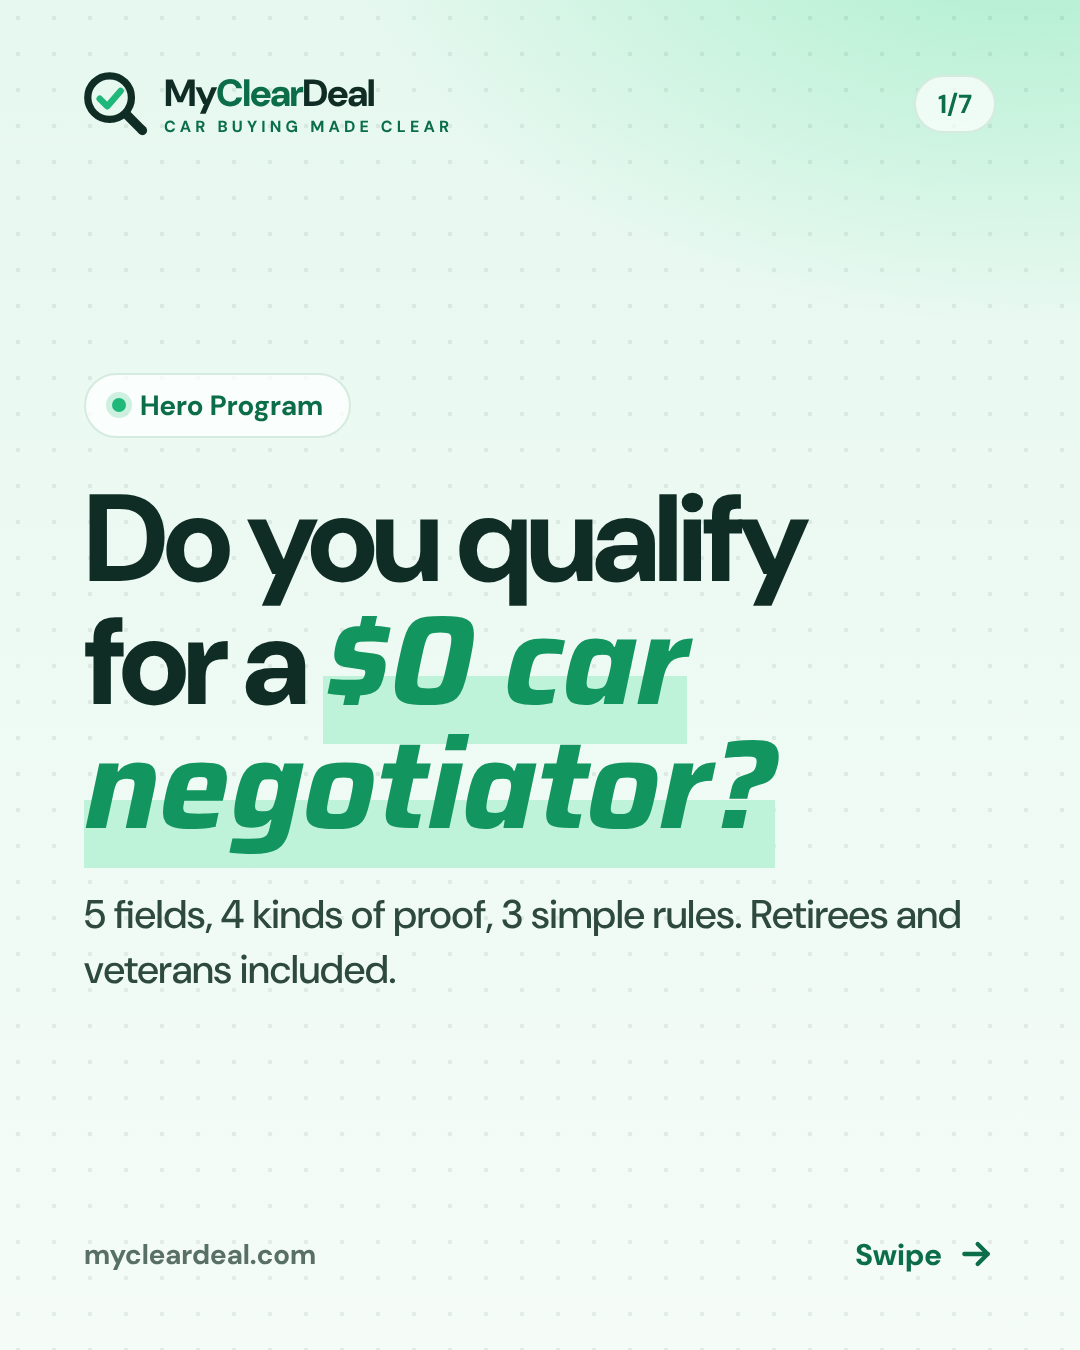 MyClearDeal
CAR BUYING MADE CLEAR
1/7
Hero Program
Do you qualify
for a $0 car
negotiator?
5 fields, 4 kinds of proof, 3 simple rules. Retirees and
veterans included.
mycleardeal.com
Swipe →